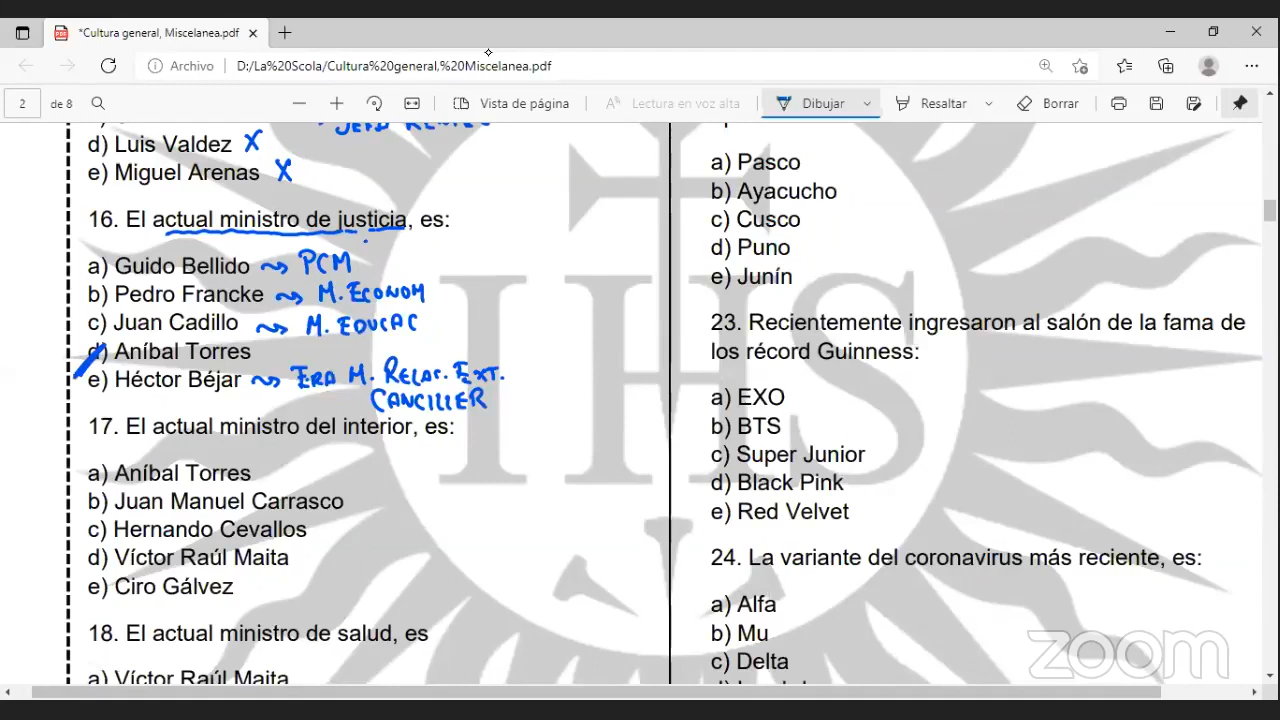 *Cultura general, Miscelanea.pdf
Archivo
D:/La%20Scola/Cultura%20general,%20Miscelanea.pdf
2
de 8
Vista de página
Lectura en voz alta
Dibujar
Resaltar
Borrar
d) Luis Valdez X
e) Miguel Arenas X
16. El actual ministro de justicia, es:
a) Guido Bellido PCM
b) Pedro Francke M. ECONOM
c) Juan Cadillo M. EDUCAC
d) Aníbal Torres
e) Héctor Béjar ERA M. RELAC. EXT.
CANCILLER
17. El actual ministro del interior, es:
a) Aníbal Torres
b) Juan Manuel Carrasco
c) Hernando Cevallos
d) Víctor Raúl Maita
e) Ciro Gálvez
18. El actual ministro de salud, es
a) Víctor Raúl Maita
a) Pasco
b) Ayacucho
c) Cusco
d) Puno
e) Junín
23. Recientemente ingresaron al salón de la fama de
los récord Guinness:
a) EXO
b) BTS
c) Super Junior
d) Black Pink
e) Red Velvet
24. La variante del coronavirus más reciente, es:
a) Alfa
b) Mu
c) Delta
IHS
zoom